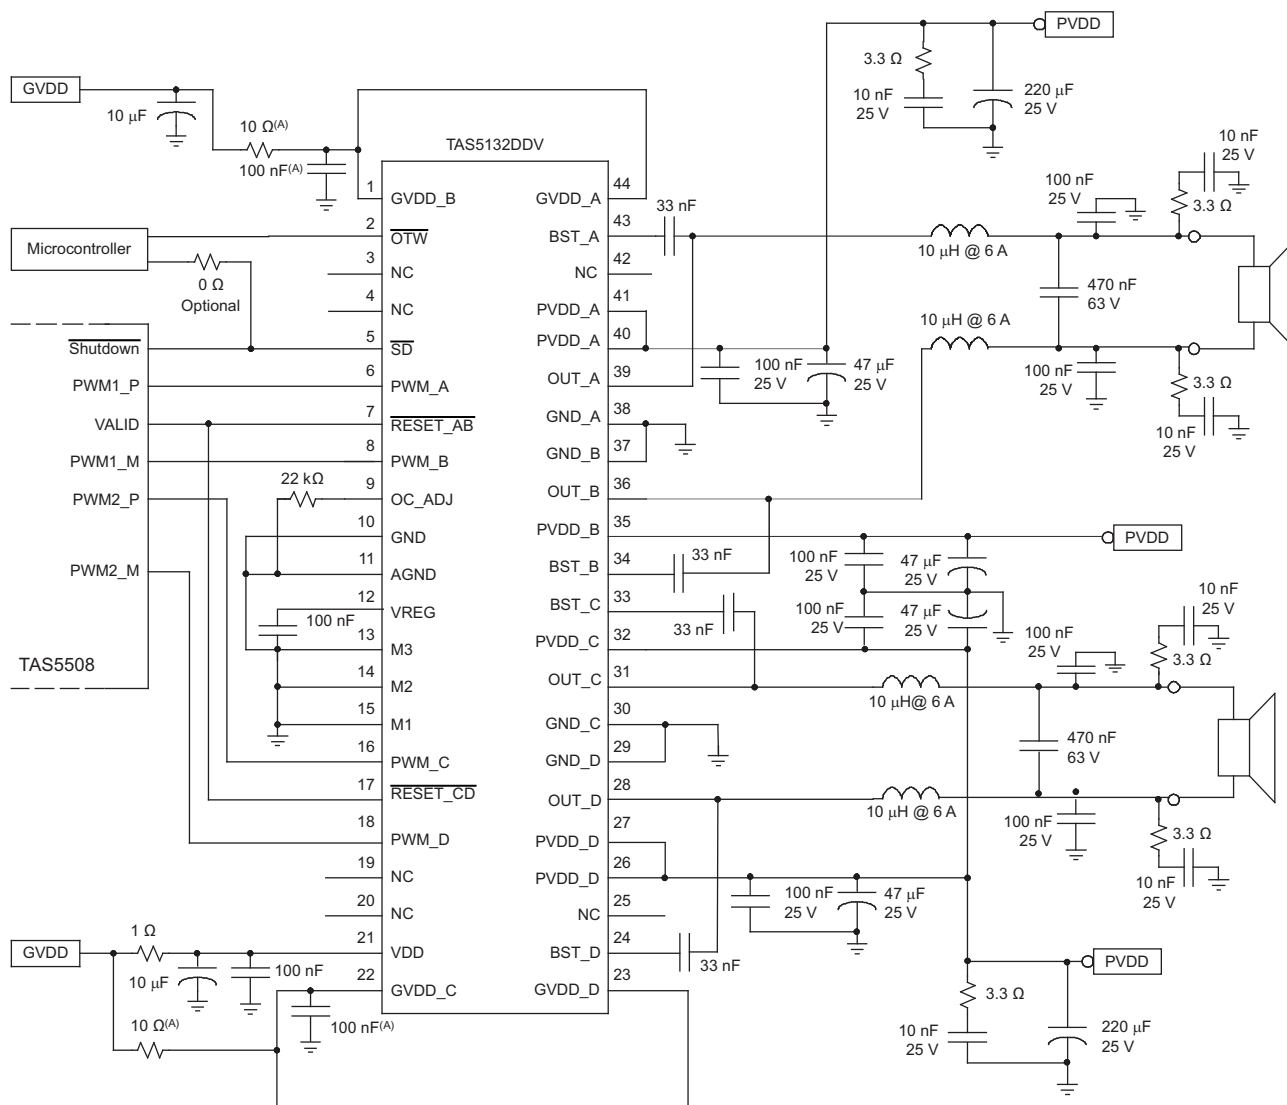 PVDD
3.3 Ω
10 nF
25 V
220 µF
25 V
GVDD
10 µF
10 Ω(A)
100 nF(A)
TAS5132DDV
1
GVDD_B
2
OTW
3
NC
4
NC
5
SD
6
PWM_A
7
RESET_AB
8
PWM_B
9
OC_ADJ
10
GND
11
AGND
12
VREG
13
M3
14
M2
15
M1
16
PWM_C
17
RESET_CD
18
PWM_D
19
NC
20
NC
21
VDD
22
GVDD_C
44
GVDD_A
43
BST_A
42
NC
41
PVDD_A
40
PVDD_A
39
OUT_A
38
GND_A
37
GND_B
36
OUT_B
35
PVDD_B
34
BST_B
33
BST_C
32
PVDD_C
31
OUT_C
30
GND_C
29
GND_D
28
OUT_D
27
PVDD_D
26
PVDD_D
25
NC
24
BST_D
23
GVDD_D
Microcontroller
0 Ω
Optional
Shutdown
PWM1_P
VALID
PWM1_M
PWM2_P
PWM2_M
TAS5508
22 kΩ
100 nF
GVDD
1 Ω
10 µF
100 nF
10 Ω(A)
100 nF(A)
33 nF
10 µH @ 6 A
100 nF
25 V
10 nF
25 V
3.3 Ω
470 nF
63 V
10 µH @ 6 A
100 nF
25 V
47 µF
25 V
100 nF
25 V
3.3 Ω
10 nF
25 V
PVDD
33 nF
100 nF
25 V
47 µF
25 V
33 nF
100 nF
25 V
47 µF
25 V
10 nF
25 V
100 nF
25 V
3.3 Ω
10 µH@ 6 A
470 nF
63 V
10 µH @ 6 A
100 nF
25 V
3.3 Ω
10 nF
25 V
100 nF
25 V
47 µF
25 V
33 nF
PVDD
3.3 Ω
10 nF
25 V
220 µF
25 V